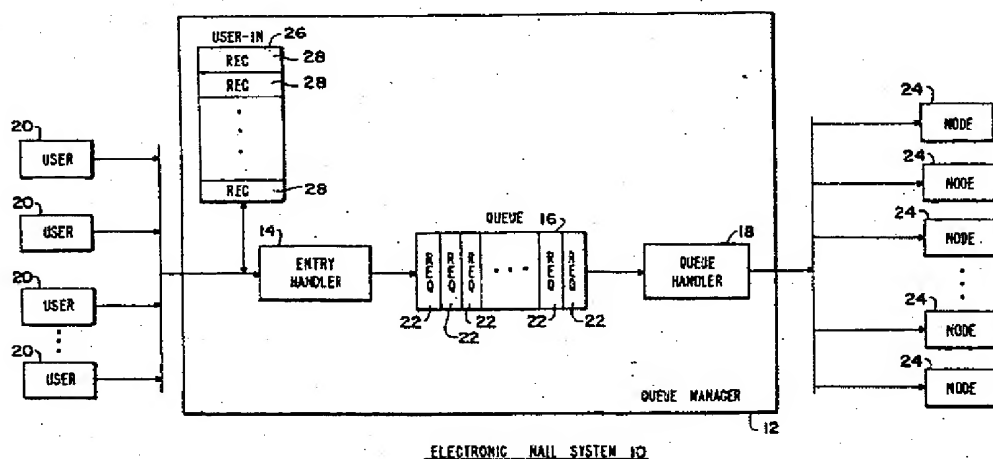 USER-IN 26
REC 28
REC 28
REC 28
20 USER
20 USER
20 USER
20 USER
14 ENTRY HANDLER
QUEUE 16
REQ REQ REQ REQ REQ
22 22 22 22 22
18 QUEUE HANDLER
24 NODE
24 NODE
24 NODE
24 NODE
24 NODE
QUEUE MANAGER
12
ELECTRONIC MAIL SYSTEM 10